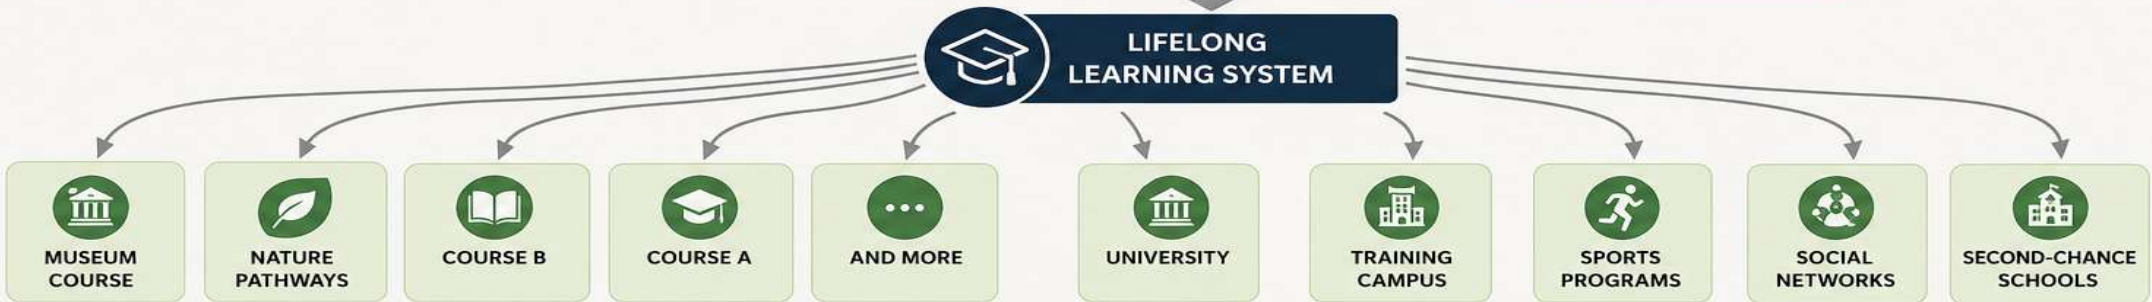 LIFELONG
LEARNING SYSTEM
MUSEUM
COURSE
NATURE
PATHWAYS
COURSE B
COURSE A
AND MORE
UNIVERSITY
TRAINING
CAMPUS
SPORTS
PROGRAMS
SOCIAL
NETWORKS
SECOND-CHANCE
SCHOOLS